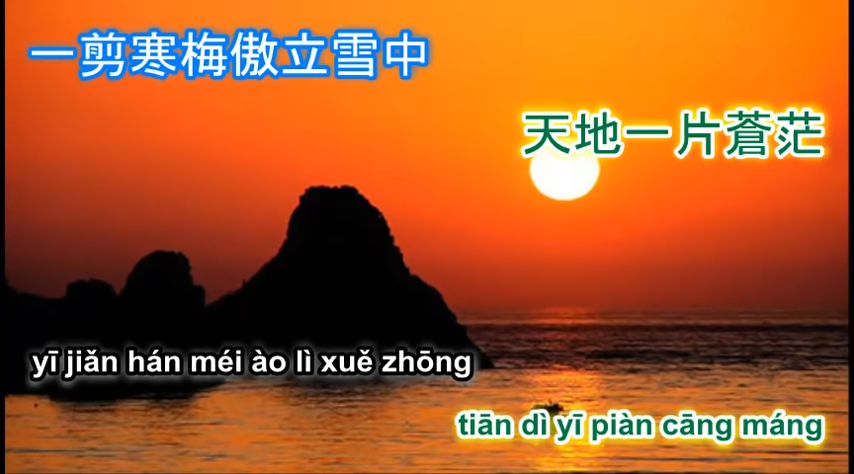 一剪寒梅傲立雪中
天地一片蒼茫
yī jiǎn hán méi ào lì xuě zhōng
tiān dì yī piàn cāng máng